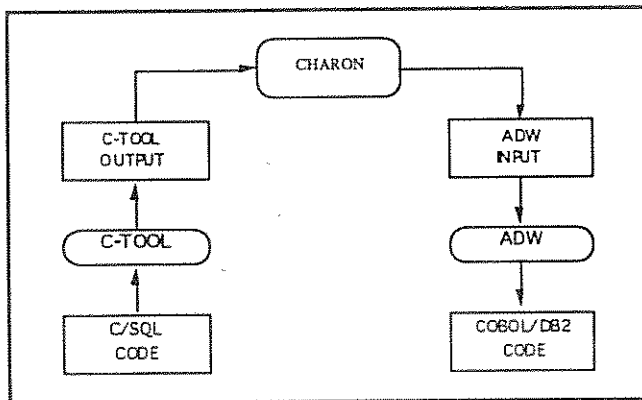 CHARON
C-TOOL
OUTPUT
ADW
INPUT
C-TOOL
ADW
C/SQL
CODE
COBOL/DB2
CODE